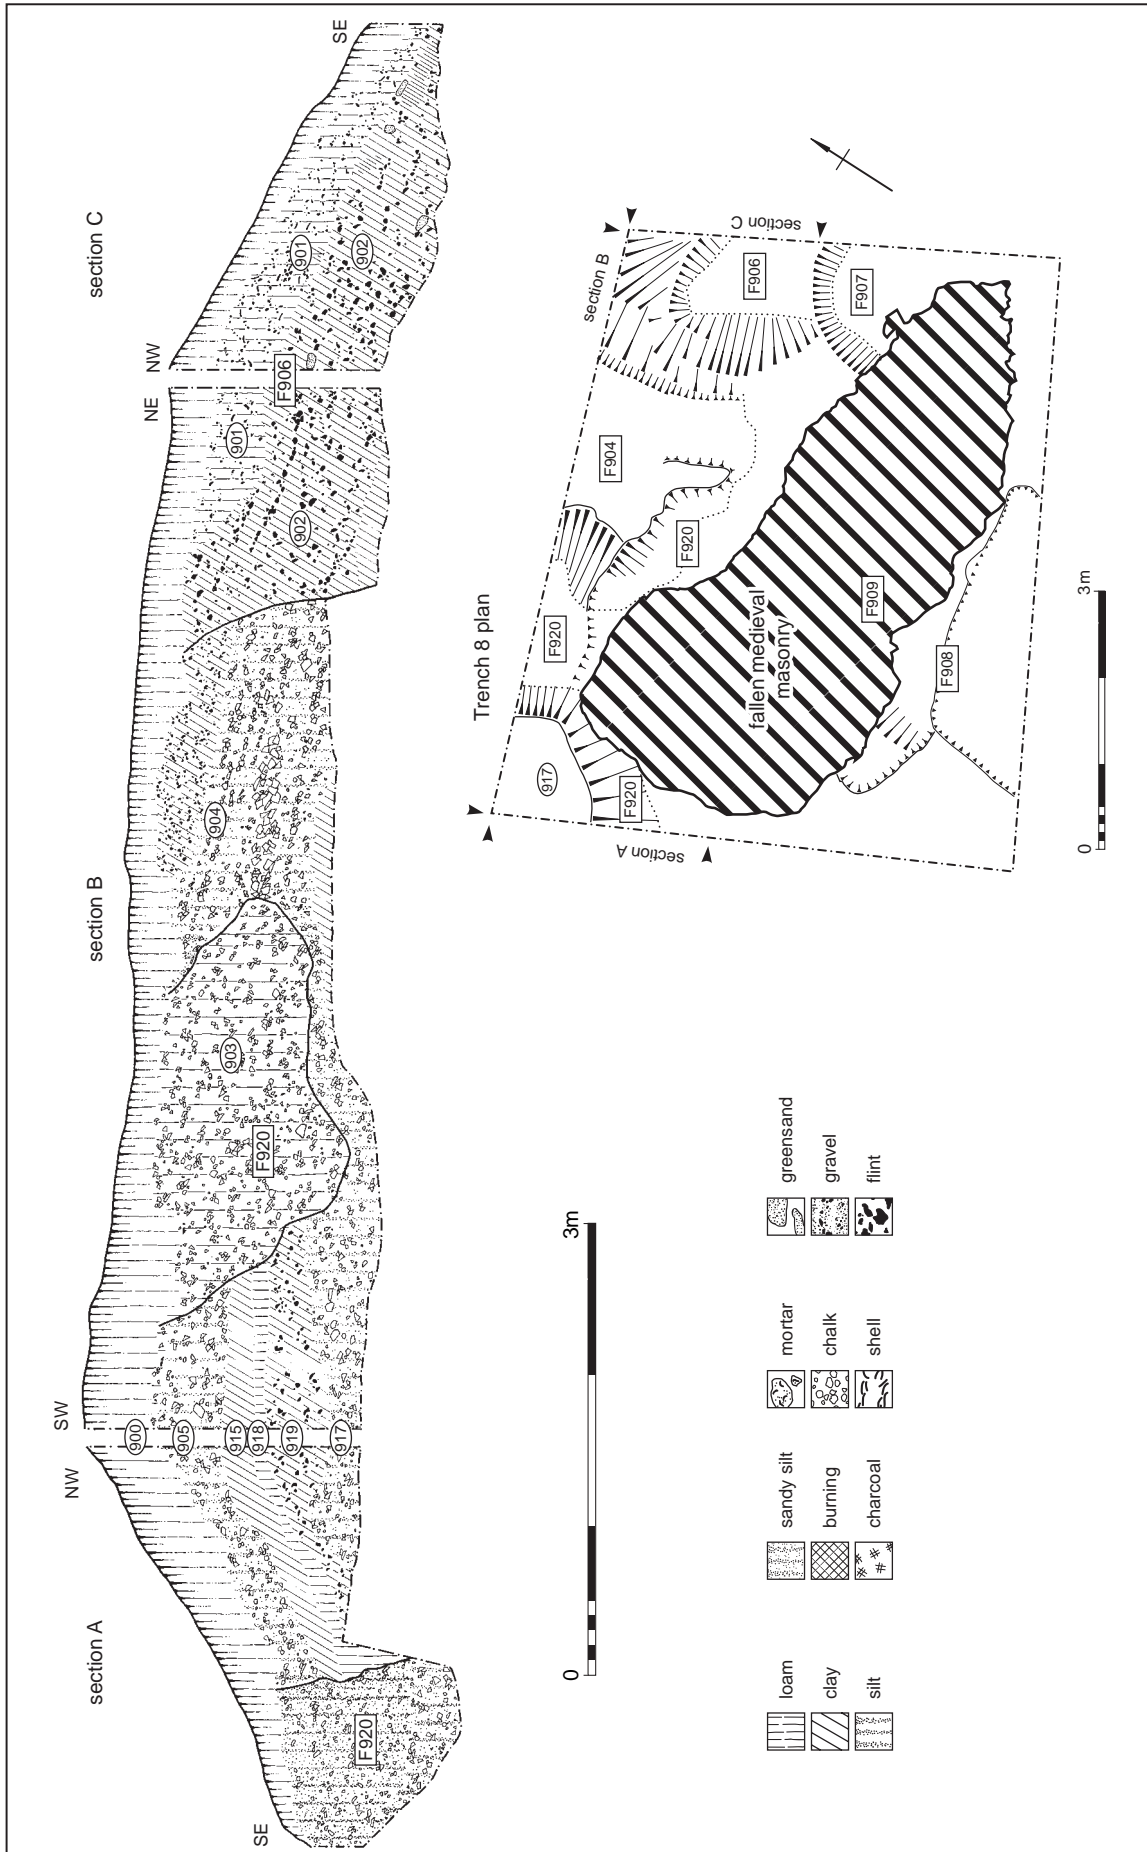 section A
section B
section C
SE
NW
SW
NE
NW
SE
900
905
915
918
919
917
F920
F920
903
904
901
902
F906
901
902
0
3m
Trench 8 plan
section A
section B
section C
917
F920
F920
F920
F904
F906
F907
fallen medieval
masonry
F909
F908
0
3m
loam
sandy silt
mortar
greensand
clay
burning
chalk
gravel
silt
charcoal
shell
flint